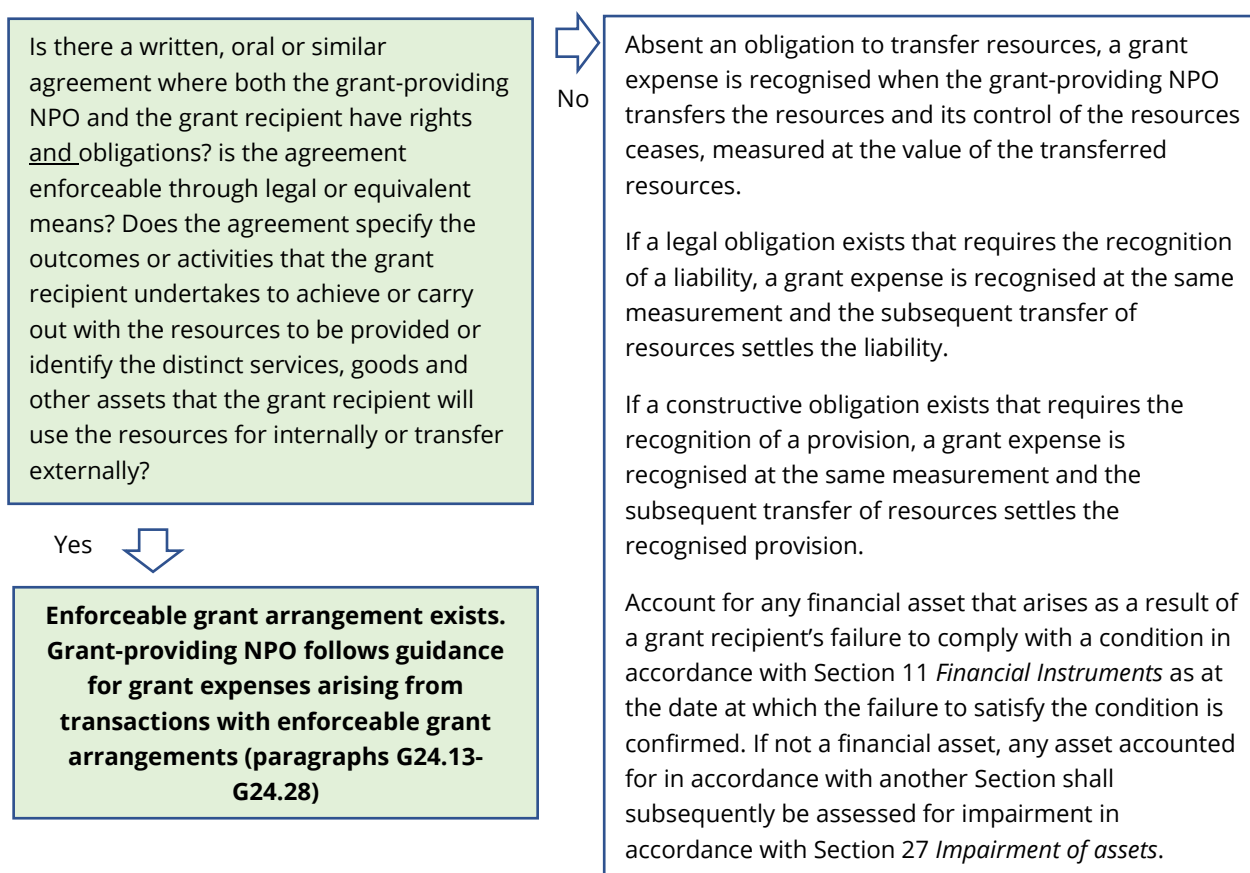 Is there a written, oral or similar
agreement where both the grant-providing
NPO and the grant recipient have rights
and obligations? is the agreement
enforceable through legal or equivalent
means? Does the agreement specify the
outcomes or activities that the grant
recipient undertakes to achieve or carry
out with the resources to be provided or
identify the distinct services, goods and
other assets that the grant recipient will
use the resources for internally or transfer
externally?
No
Absent an obligation to transfer resources, a grant
expense is recognised when the grant-providing NPO
transfers the resources and its control of the resources
ceases, measured at the value of the transferred
resources.
If a legal obligation exists that requires the recognition
of a liability, a grant expense is recognised at the same
measurement and the subsequent transfer of
resources settles the liability.
If a constructive obligation exists that requires the
recognition of a provision, a grant expense is
recognised at the same measurement and the
subsequent transfer of resources settles the
recognised provision.
Account for any financial asset that arises as a result of
a grant recipient's failure to comply with a condition in
accordance with Section 11 Financial Instruments as at
the date at which the failure to satisfy the condition is
confirmed. If not a financial asset, any asset accounted
for in accordance with another Section shall
subsequently be assessed for impairment in
accordance with Section 27 Impairment of assets.
Yes
Enforceable grant arrangement exists.
Grant-providing NPO follows guidance
for grant expenses arising from
transactions with enforceable grant
arrangements (paragraphs G24.13-
G24.28)